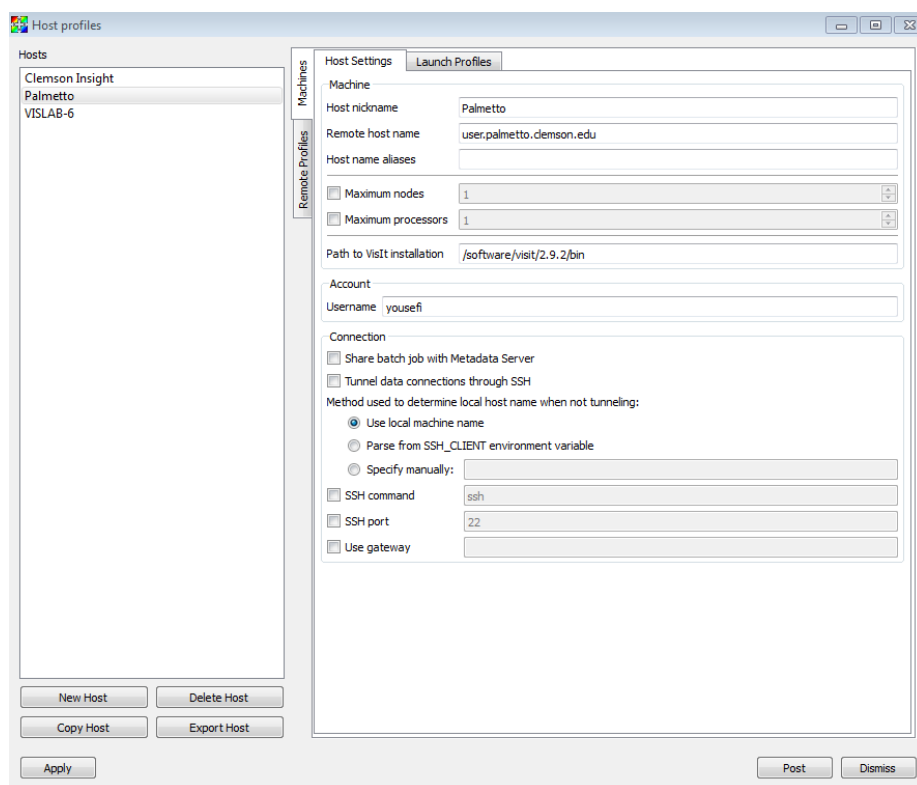 Host profiles
Hosts
Clemson Insight
Palmetto
VISLAB-6
New Host
Delete Host
Copy Host
Export Host
Machines
Remote Profiles
Host Settings
Launch Profiles
Machine
Host nickname Palmetto
Remote host name user.palmetto.clemson.edu
Host name aliases
Maximum nodes 1
Maximum processors 1
Path to VisIt installation /software/visit/2.9.2/bin
Account
Username yousefi
Connection
Share batch job with Metadata Server
Tunnel data connections through SSH
Method used to determine local host name when not tunneling:
Use local machine name
Parse from SSH_CLIENT environment variable
Specify manually:
SSH command ssh
SSH port 22
Use gateway
Apply
Post
Dismiss